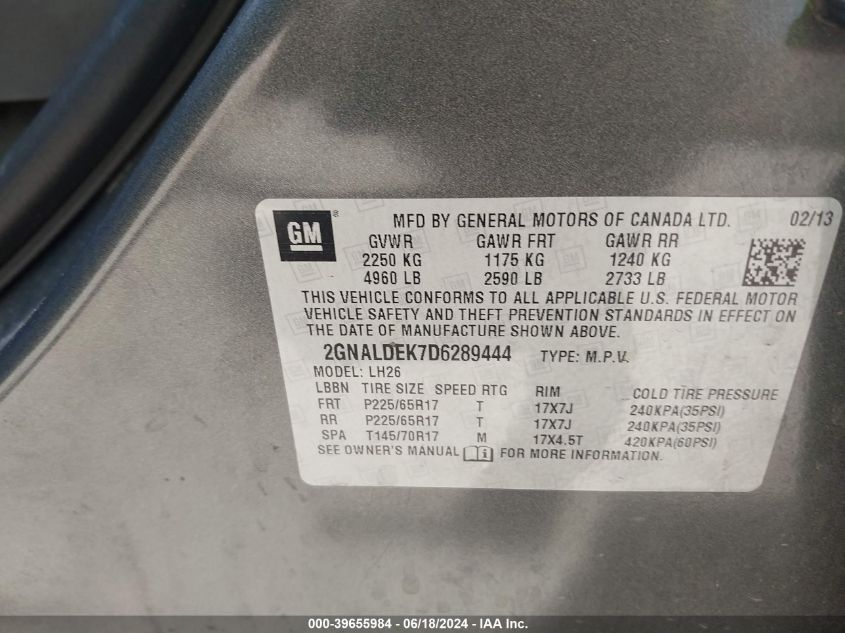 GM ® MFD BY GENERAL MOTORS OF CANADA LTD. 02/13
GVWR GAWR FRT GAWR RR
2250 KG 1175 KG 1240 KG
4960 LB 2590 LB 2733 LB
THIS VEHICLE CONFORMS TO ALL APPLICABLE U.S. FEDERAL MOTOR
VEHICLE SAFETY AND THEFT PREVENTION STANDARDS IN EFFECT ON
THE DATE OF MANUFACTURE SHOWN ABOVE.
2GNALDEK7D6289444 TYPE: M.P.V.
MODEL: LH26
LBBN TIRE SIZE SPEED RTG RIM COLD TIRE PRESSURE
FRT P225/65R17 T 17X7J 240KPA(35PSI)
RR P225/65R17 T 17X7J 240KPA(35PSI)
SPA T145/70R17 M 17X4.5T 420KPA(60PSI)
SEE OWNER'S MANUAL i FOR MORE INFORMATION.
000-39655984 - 06/18/2024 - IAA Inc.